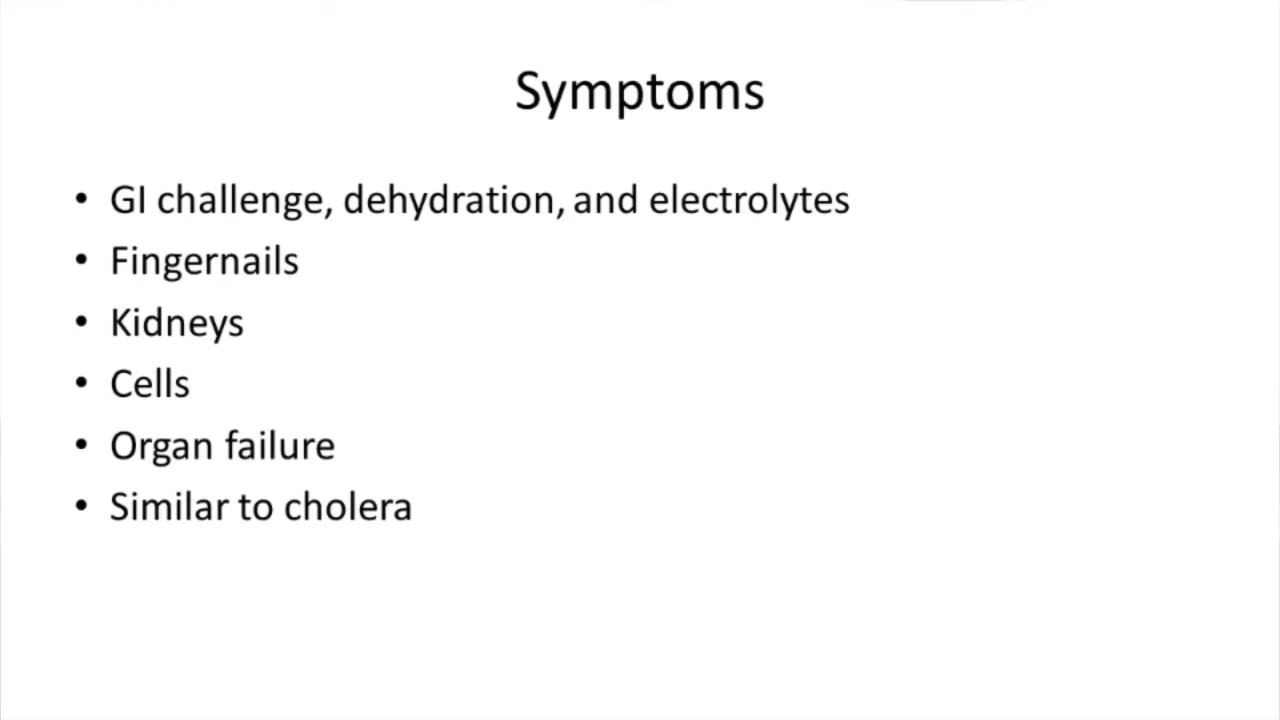 Symptoms
• GI challenge, dehydration, and electrolytes
• Fingernails
• Kidneys
• Cells
• Organ failure
• Similar to cholera